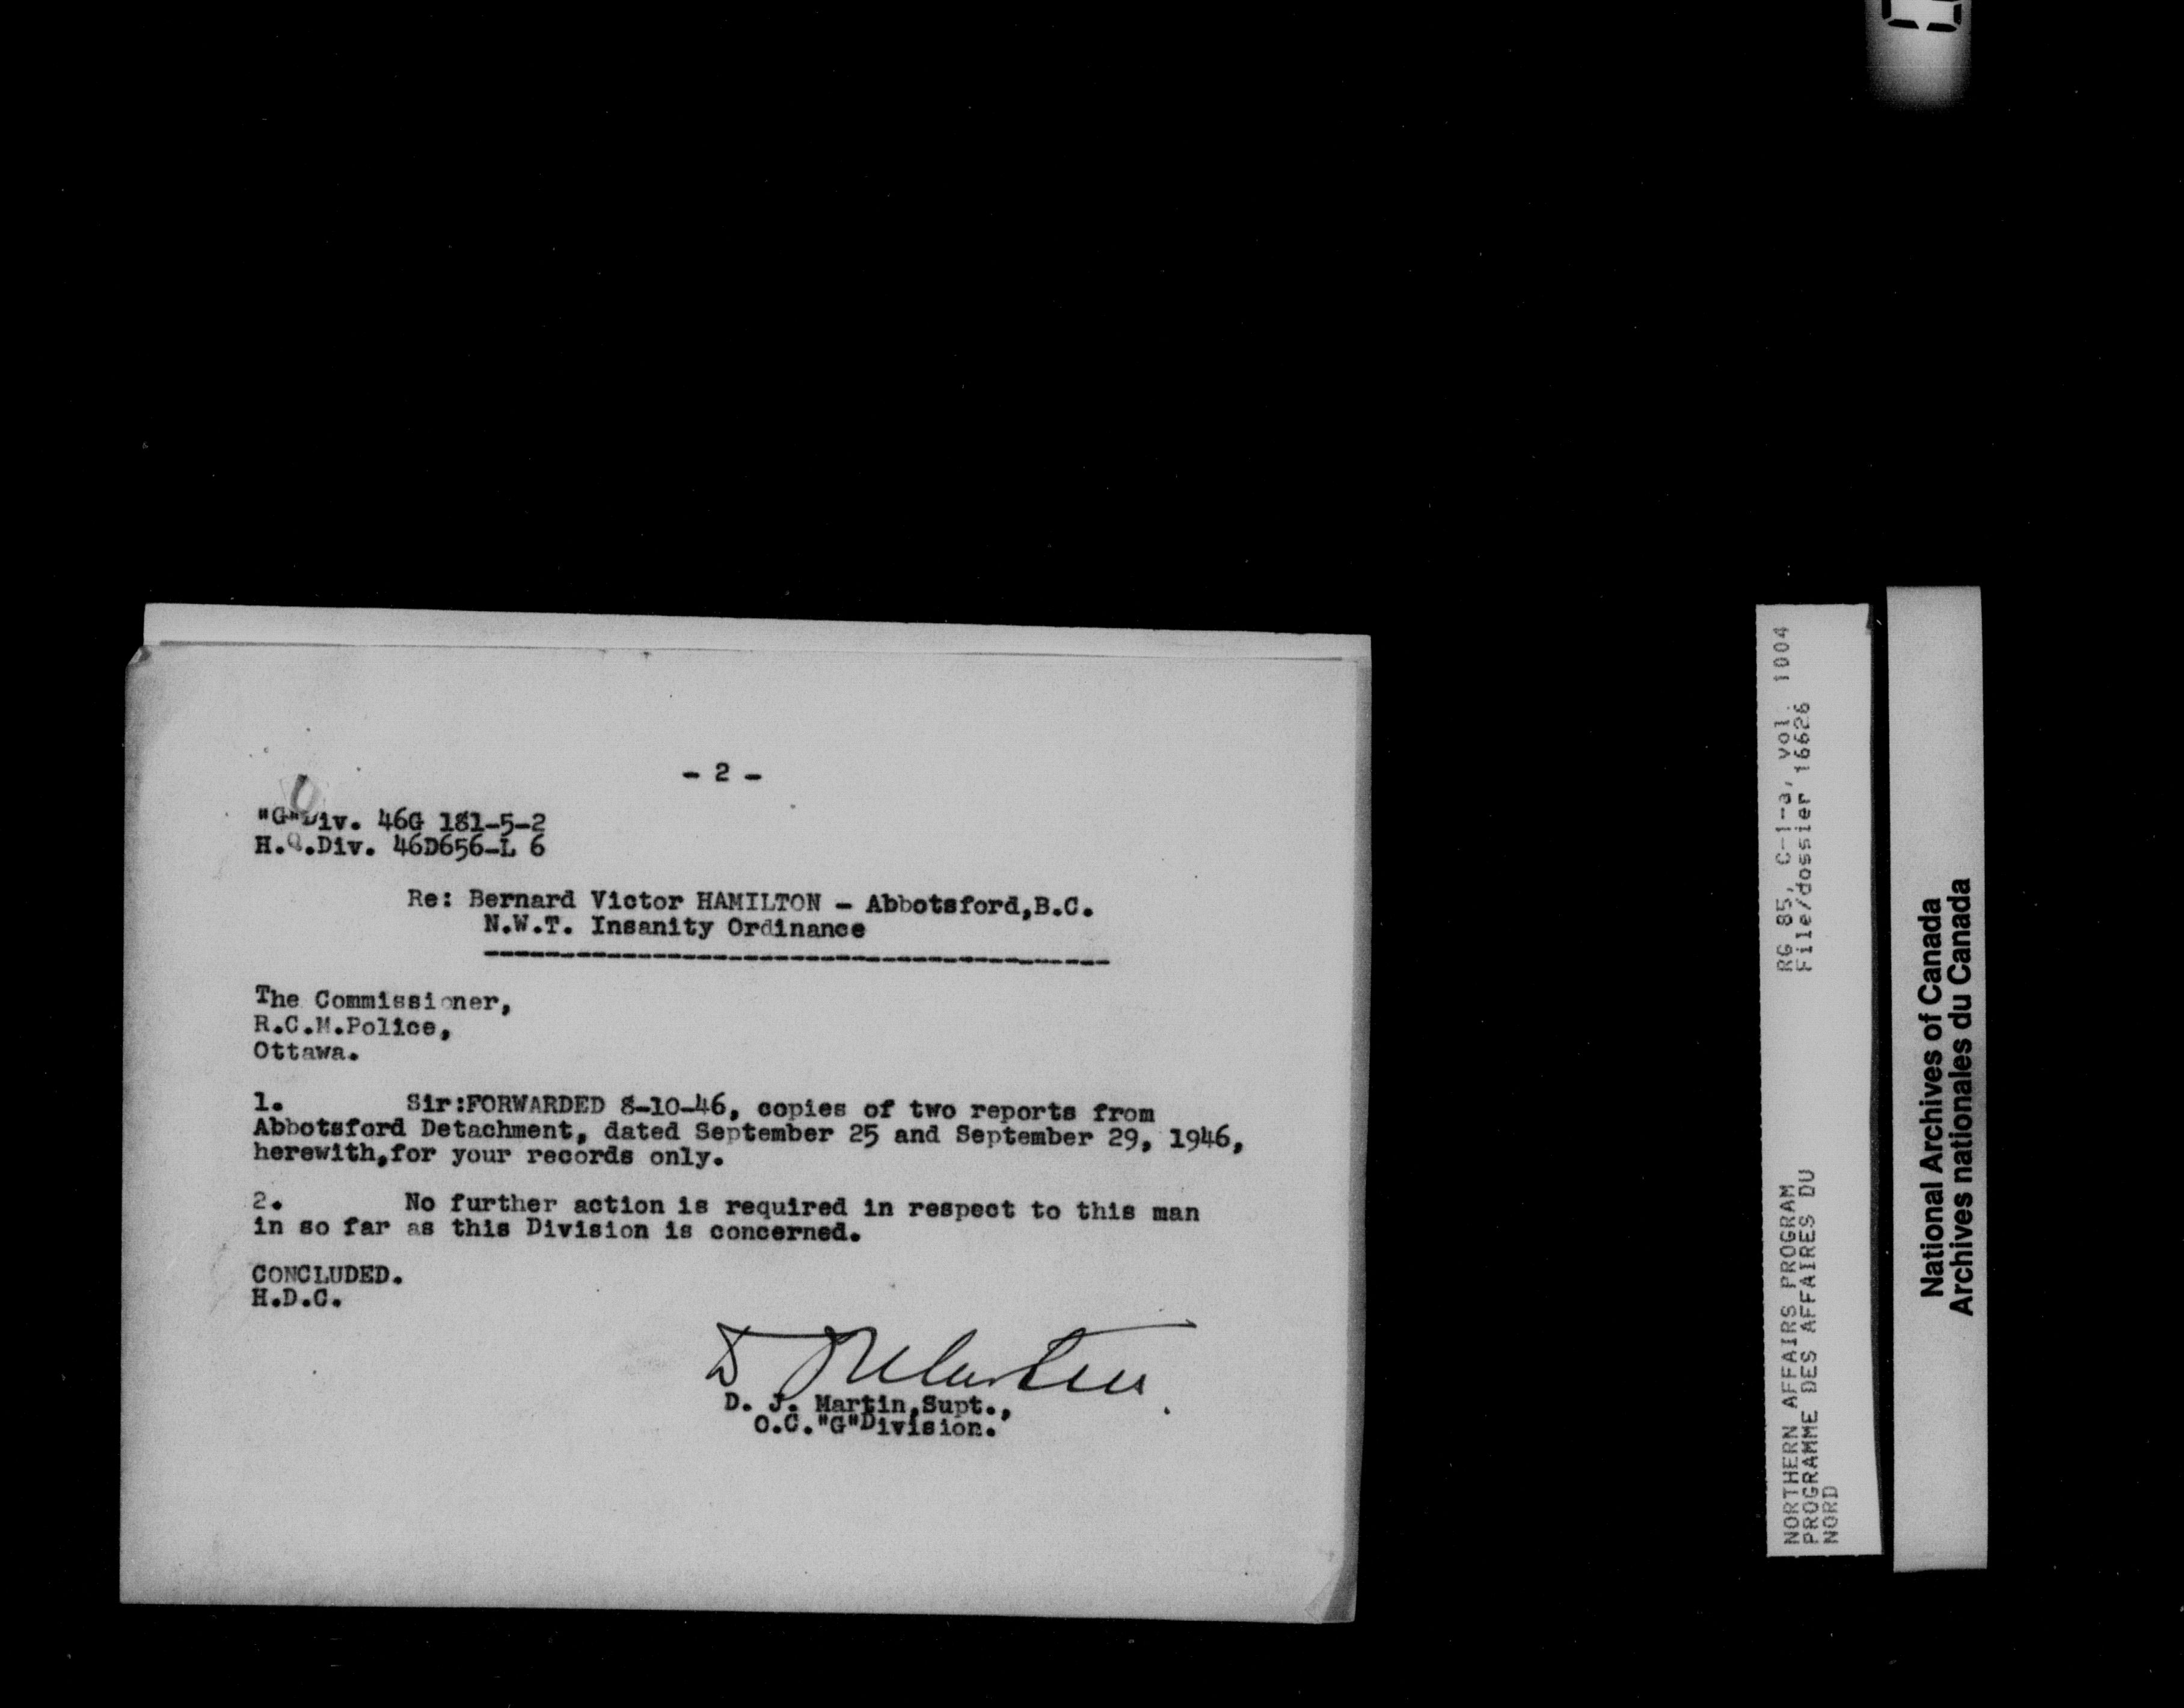 - 2 -
"G"Div. 46G 181-5-2
H.Q.Div. 46D656-L 6
Re: Bernard Victor HAMILTON - Abbotsford,B.C.
N.W.T. Insanity Ordinance
The Commissioner,
R.C.M.Police,
Ottawa.
1. Sir:FORWARDED 8-10-46, copies of two reports from
Abbotsford Detachment, dated September 25 and September 29, 1946,
herewith,for your records only.
2. No further action is required in respect to this man
in so far as this Division is concerned.
CONCLUDED.
H.D.C.
D J Martin
D. J. Martin,Supt.,
O.C."G"Division.
RG 85, C-1-a, vol. 1004
File/dossier 16626
NORTHERN AFFAIRS PROGRAM
PROGRAMME DES AFFAIRES DU
NORD
National Archives of Canada
Archives nationales du Canada